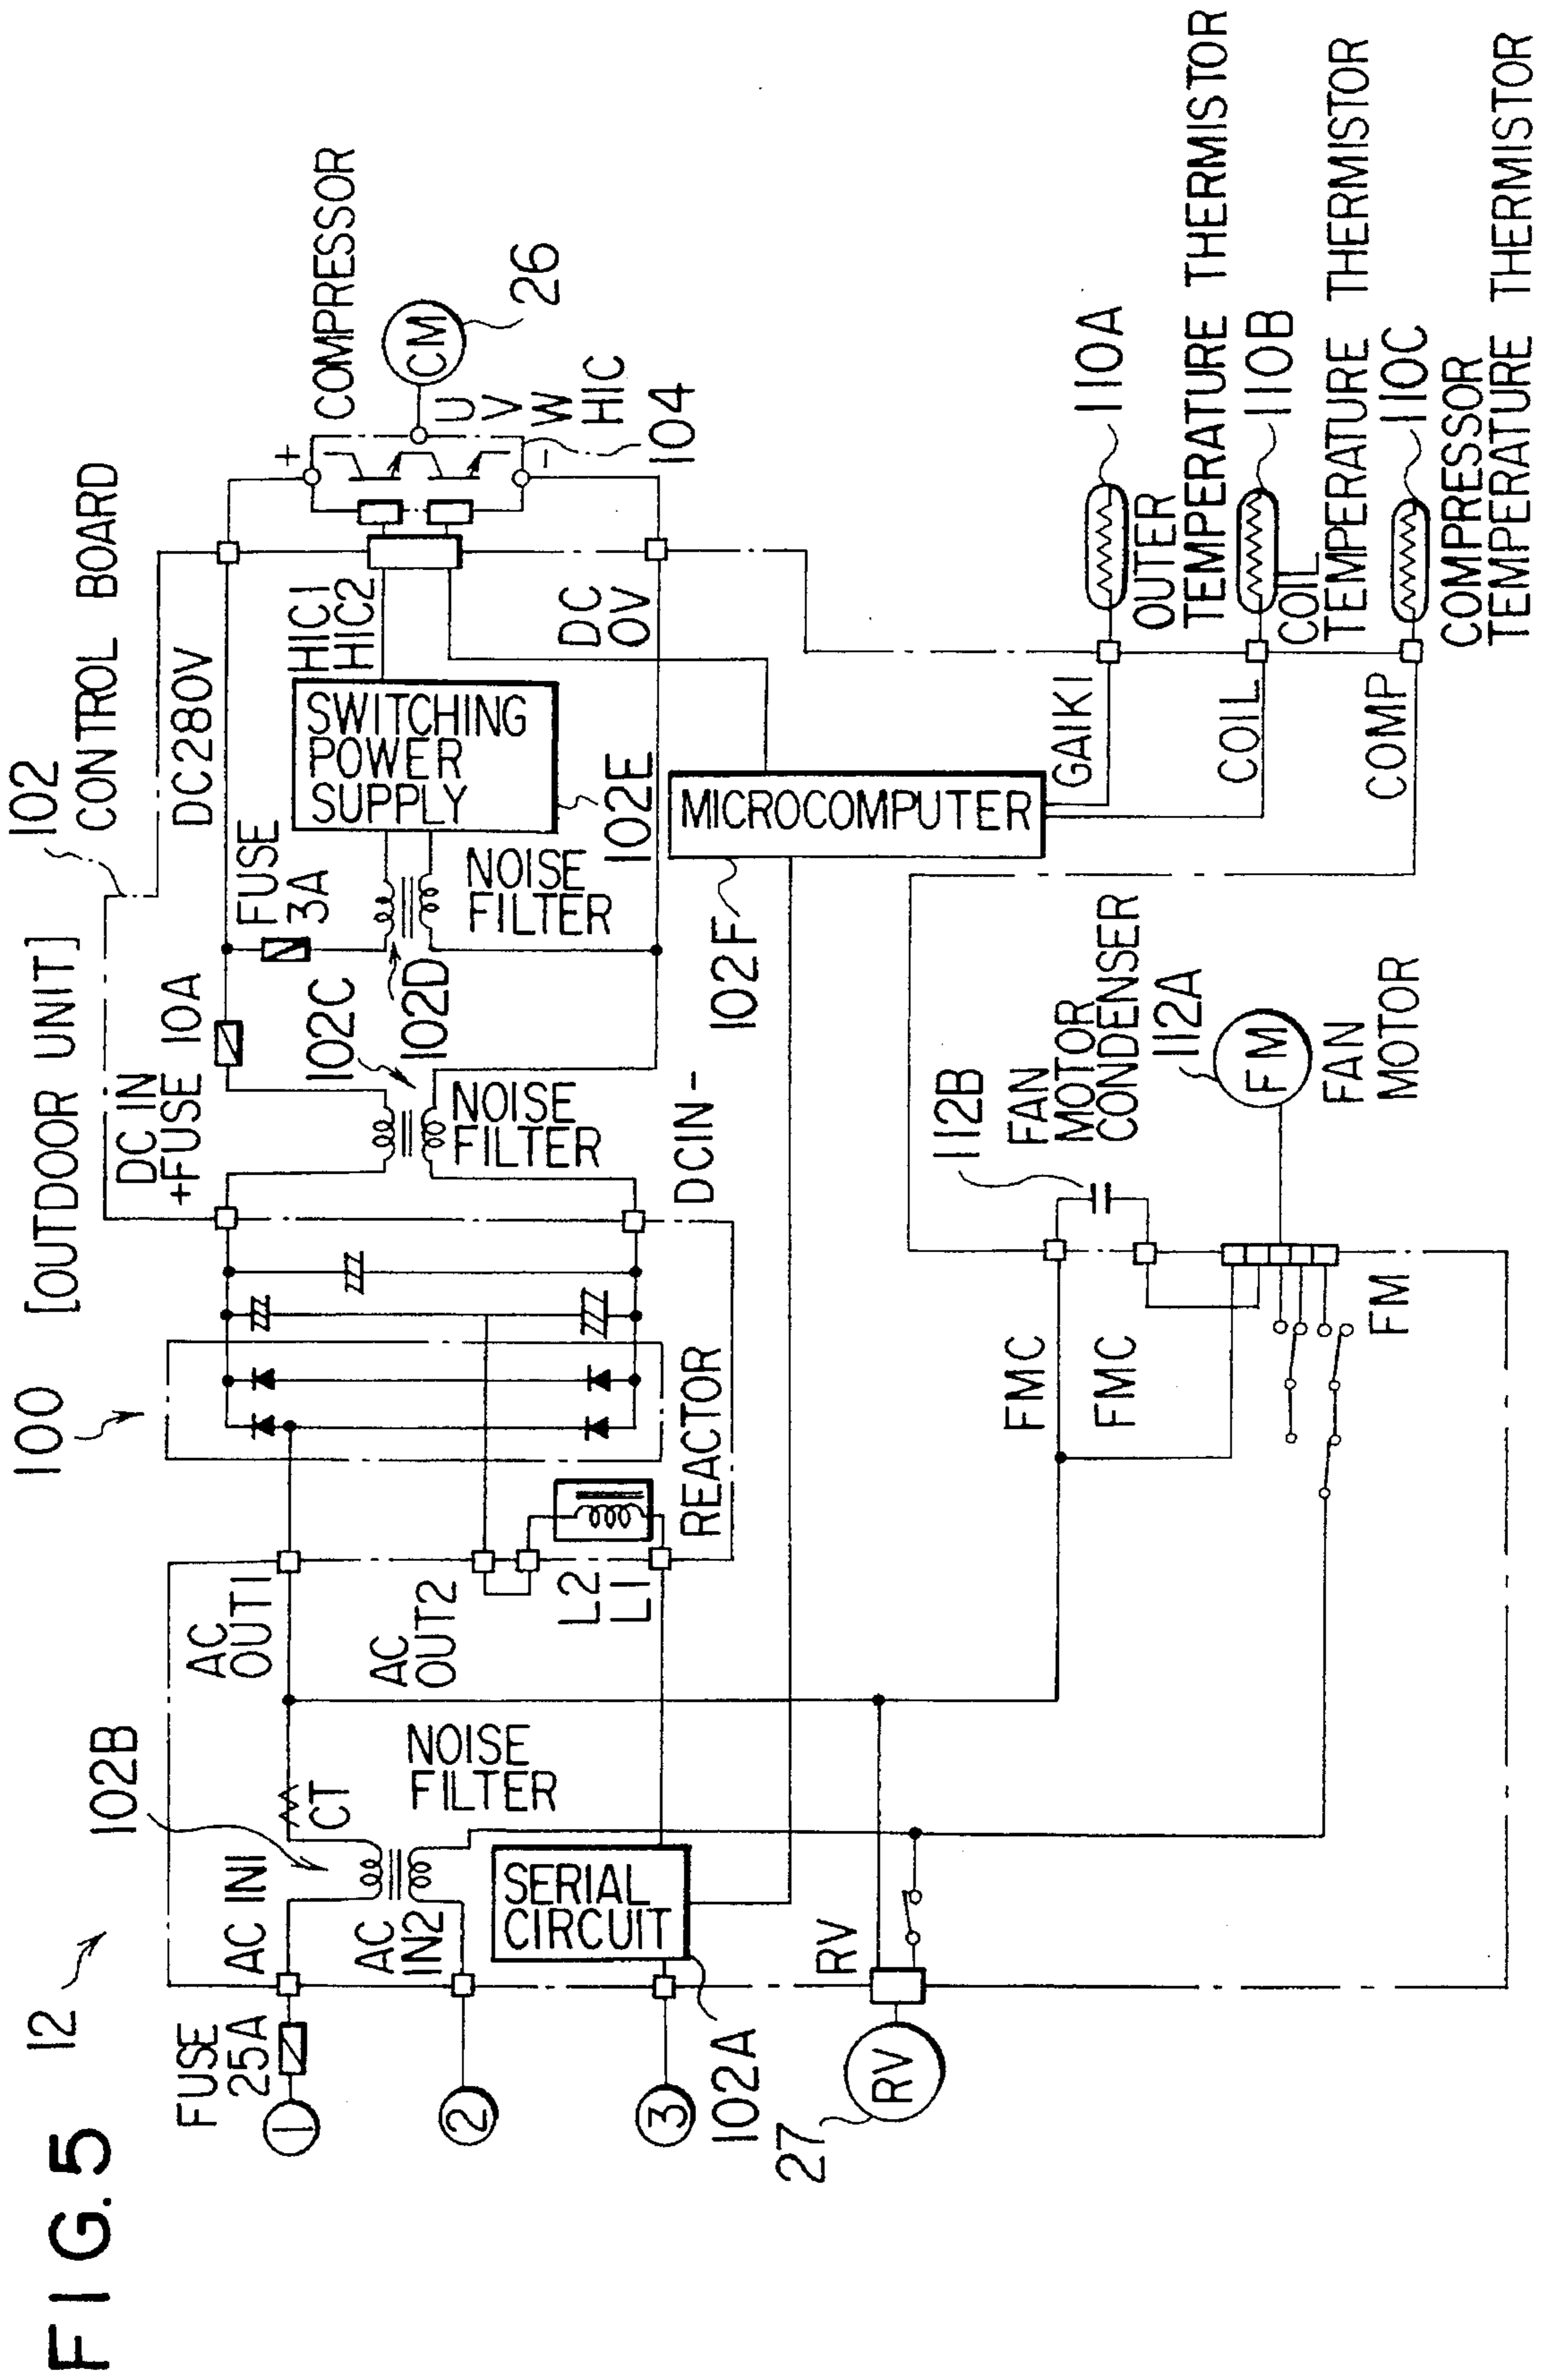 FIG.5
12
[OUTDOOR UNIT]
102
CONTROL BOARD
100
102B
FUSE
25A
AC IN1
AC
IN2
CT
NOISE
FILTER
AC
OUT1
AC
OUT2
L2
L1
REACTOR
DC IN
+FUSE 10A
DCIN-
NOISE
FILTER
102C
102D
FUSE
3A
NOISE
FILTER
DC280V
SWITCHING
POWER
SUPPLY
102E
HIC1
HIC2
DC
0V
+
-
COMPRESSOR
CM
26
U
V
W
HIC
104
1
2
3
SERIAL
CIRCUIT
102A
MICROCOMPUTER
102F
RV
RV
27
FMC
FMC
FM
112B
FAN
MOTOR
CONDENSER
112A
FM
FAN
MOTOR
GAIKI
COIL
COMP
110A
OUTER
TEMPERATURE THERMISTOR
110B
COIL
TEMPERATURE THERMISTOR
110C
COMPRESSOR
TEMPERATURE THERMISTOR